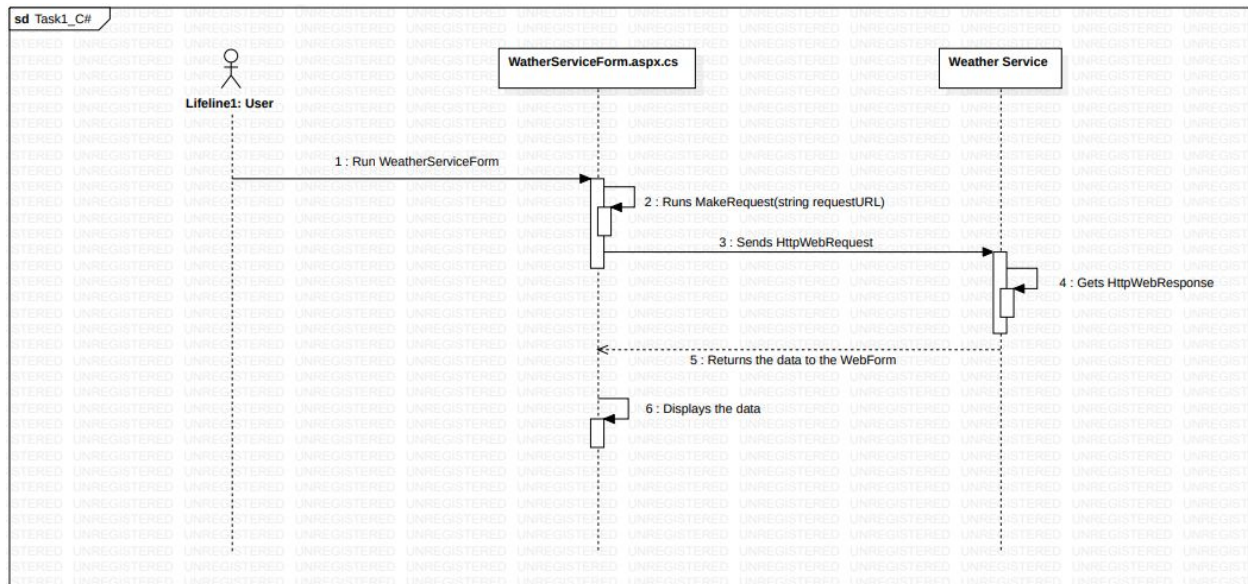 sd Task1_C#
Lifeline1: User
WatherServiceForm.aspx.cs
Weather Service
1 : Run WeatherServiceForm
2 : Runs MakeRequest(string requestURL)
3 : Sends HttpWebRequest
4 : Gets HttpWebResponse
5 : Returns the data to the WebForm
6 : Displays the data